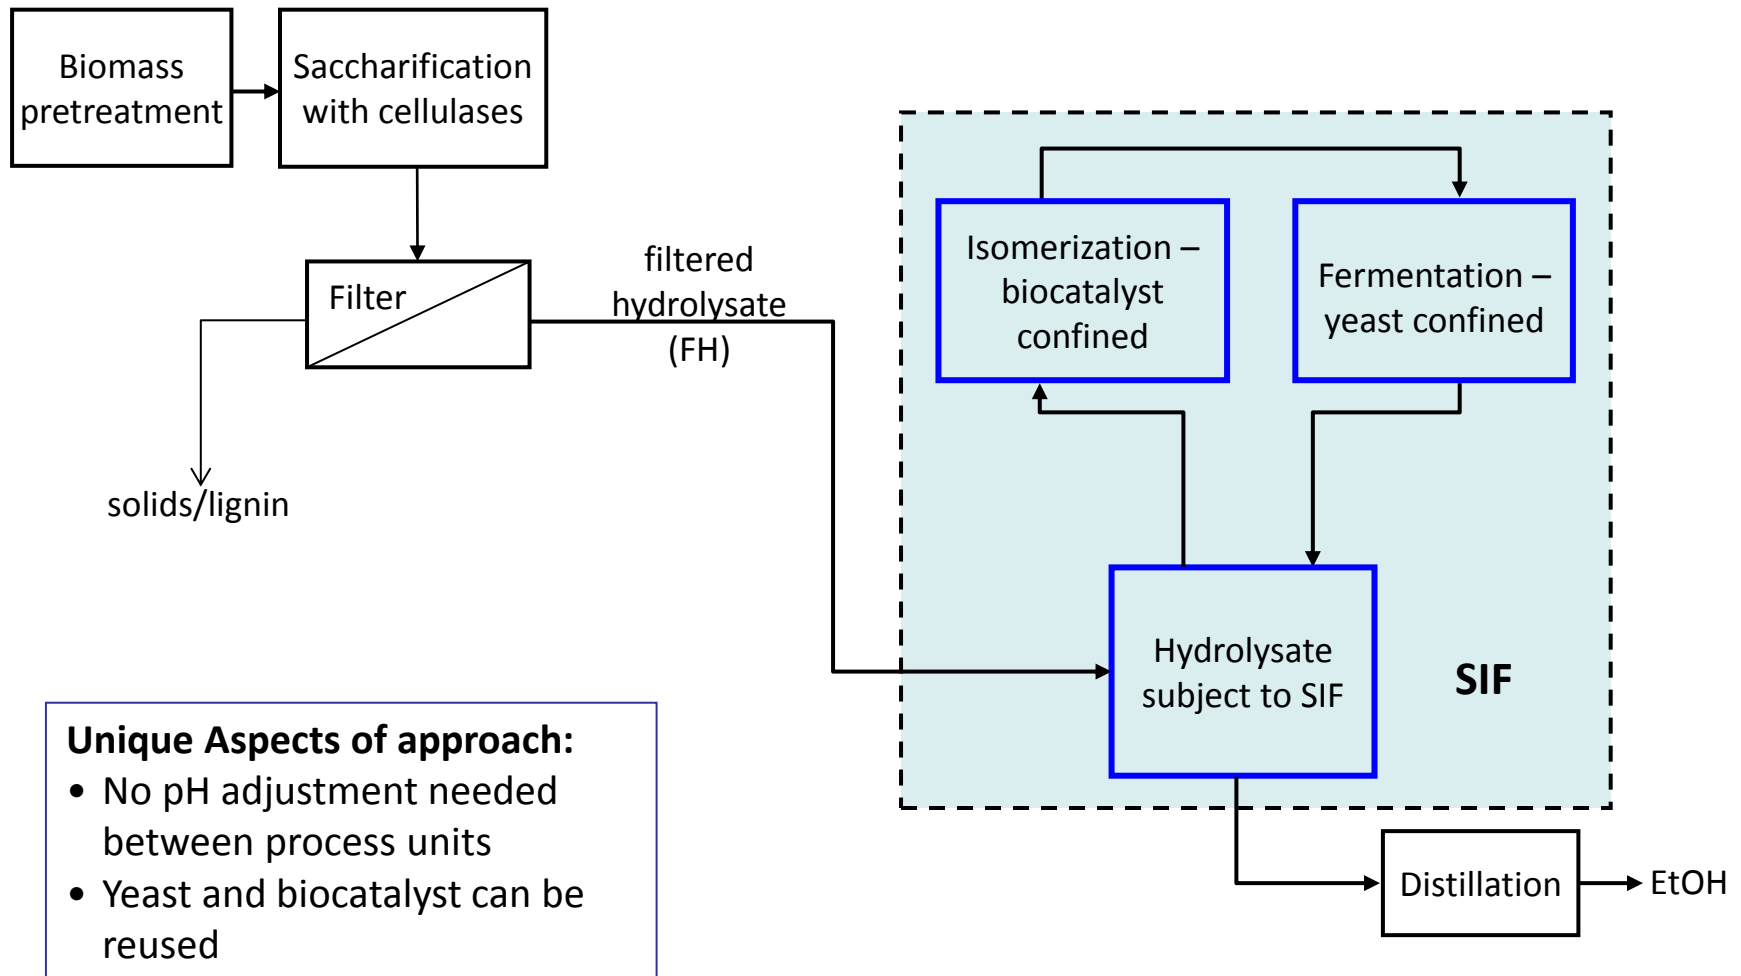 Biomass
pretreatment
Saccharification
with cellulases
Filter
filtered
hydrolysate
(FH)
solids/lignin
Isomerization –
biocatalyst
confined
Fermentation –
yeast confined
Hydrolysate
subject to SIF
SIF
Distillation
EtOH
Unique Aspects of approach:
• No pH adjustment needed
between process units
• Yeast and biocatalyst can be
reused